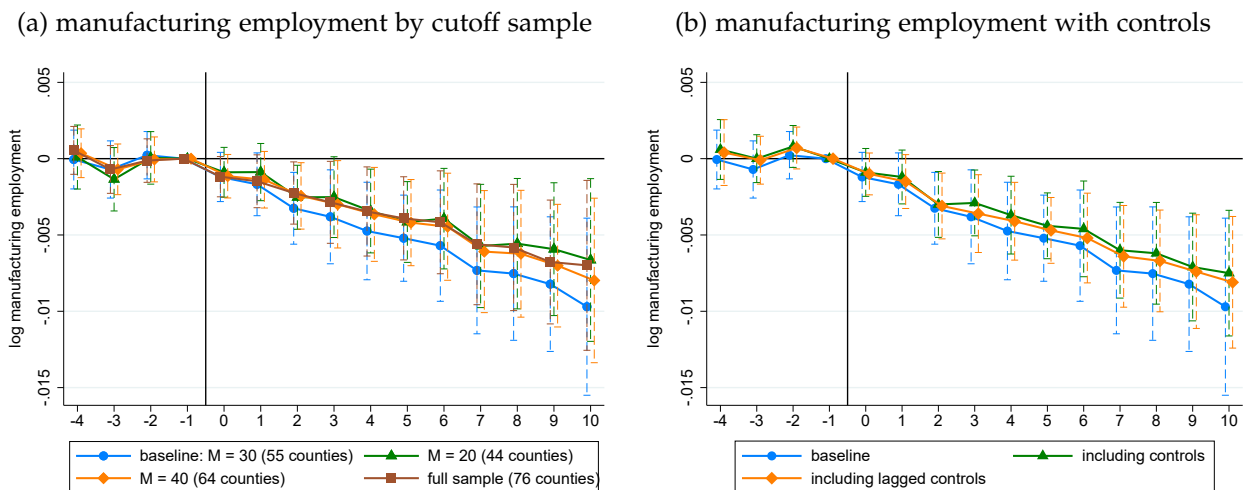 (a) manufacturing employment by cutoff sample
.005
0
-.005
-.01
-.015
log manufacturing employment
-4 -3 -2 -1 0 1 2 3 4 5 6 7 8 9 10
baseline: M = 30 (55 counties) M = 20 (44 counties)
M = 40 (64 counties) full sample (76 counties)
(b) manufacturing employment with controls
.005
0
-.005
-.01
-.015
log manufacturing employment
-4 -3 -2 -1 0 1 2 3 4 5 6 7 8 9 10
baseline including controls
including lagged controls